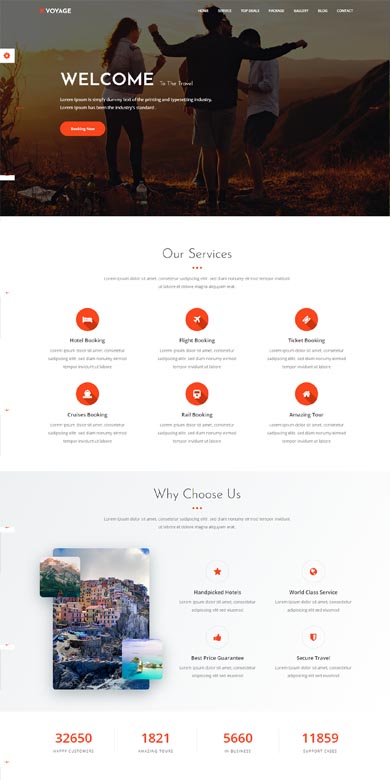 VOYAGE
HOME SERVICE TOP DEALS PACKAGE GALLERY BLOG CONTACT
WELCOME To The Travel
Lorem Ipsum is simply dummy text of the printing and typesetting industry.
Lorem Ipsum has been the industry's standard.
Booking Now
Our Services
Lorem ipsum dolor sit amet, consetetur sadipscing elitr, sed diam nonumy eirmod tempor invidunt
ut labore et dolore magna aliquyam erat.
Hotel Booking
Flight Booking
Ticket Booking
Lorem ipsum dolor sit amet, consetetur
sadipscing elitr, sed diam nonumy eirmod
tempor invidunt ut labore
Lorem ipsum dolor sit amet, consetetur
sadipscing elitr, sed diam nonumy eirmod
tempor invidunt ut labore
Lorem ipsum dolor sit amet, consetetur
sadipscing elitr, sed diam nonumy eirmod
tempor invidunt ut labore
Cruises Booking
Rail Booking
Amazing Tour
Lorem ipsum dolor sit amet, consetetur
sadipscing elitr, sed diam nonumy eirmod
tempor invidunt ut labore
Lorem ipsum dolor sit amet, consetetur
sadipscing elitr, sed diam nonumy eirmod
tempor invidunt ut labore
Lorem ipsum dolor sit amet, consetetur
sadipscing elitr, sed diam nonumy eirmod
tempor invidunt ut labore
Why Choose Us
Lorem ipsum dolor sit amet, consetetur sadipscing elitr, sed diam nonumy eirmod tempor invidunt
ut labore et dolore magna aliquyam erat.
Handpicked Hotels
World Class Service
Lorem ipsum dolor sit amet, consectetur
adipiscing elit sed eiusmod
Lorem ipsum dolor sit amet, consectetur
adipiscing elit sed eiusmod
Best Price Guarantee
Secure Travel
Lorem ipsum dolor sit amet, consectetur
adipiscing elit sed eiusmod
Lorem ipsum dolor sit amet, consectetur
adipiscing elit sed eiusmod
32650 1821 5660 11859
HAPPY CUSTOMERS AMAZING TOURS IN BUSINESS SUPPORT CASES